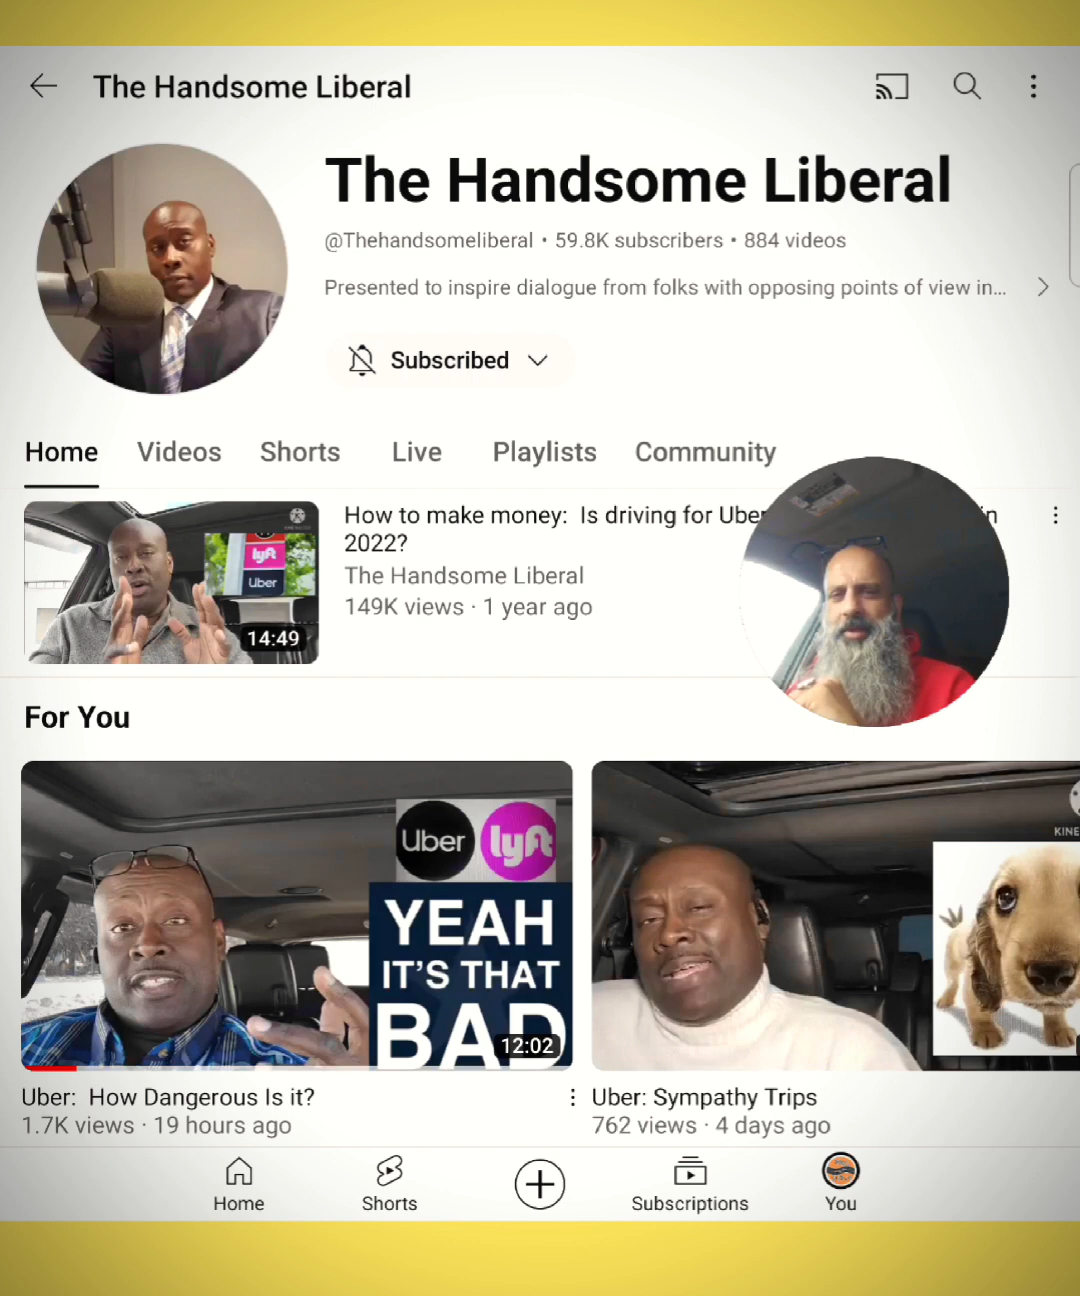 The Handsome Liberal
The Handsome Liberal
@Thehandsomeliberal • 59.8K subscribers • 884 videos
Presented to inspire dialogue from folks with opposing points of view in...
Subscribed
Home
Videos
Shorts
Live
Playlists
Community
lyft
Uber
14:49
How to make money: Is driving for Uber in
2022?
The Handsome Liberal
149K views · 1 year ago
For You
Uber
lyft
YEAH
IT'S THAT
BAD
12:02
KINE
Uber: How Dangerous Is it?
1.7K views · 19 hours ago
Uber: Sympathy Trips
762 views · 4 days ago
Home
Shorts
Subscriptions
You